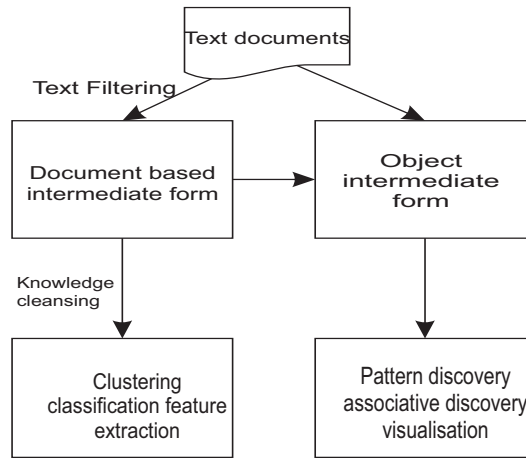 Text documents
Text Filtering
Document based
intermediate form
Object
intermediate
form
Knowledge
cleansing
Clustering
classification feature
extraction
Pattern discovery
associative discovery
visualisation